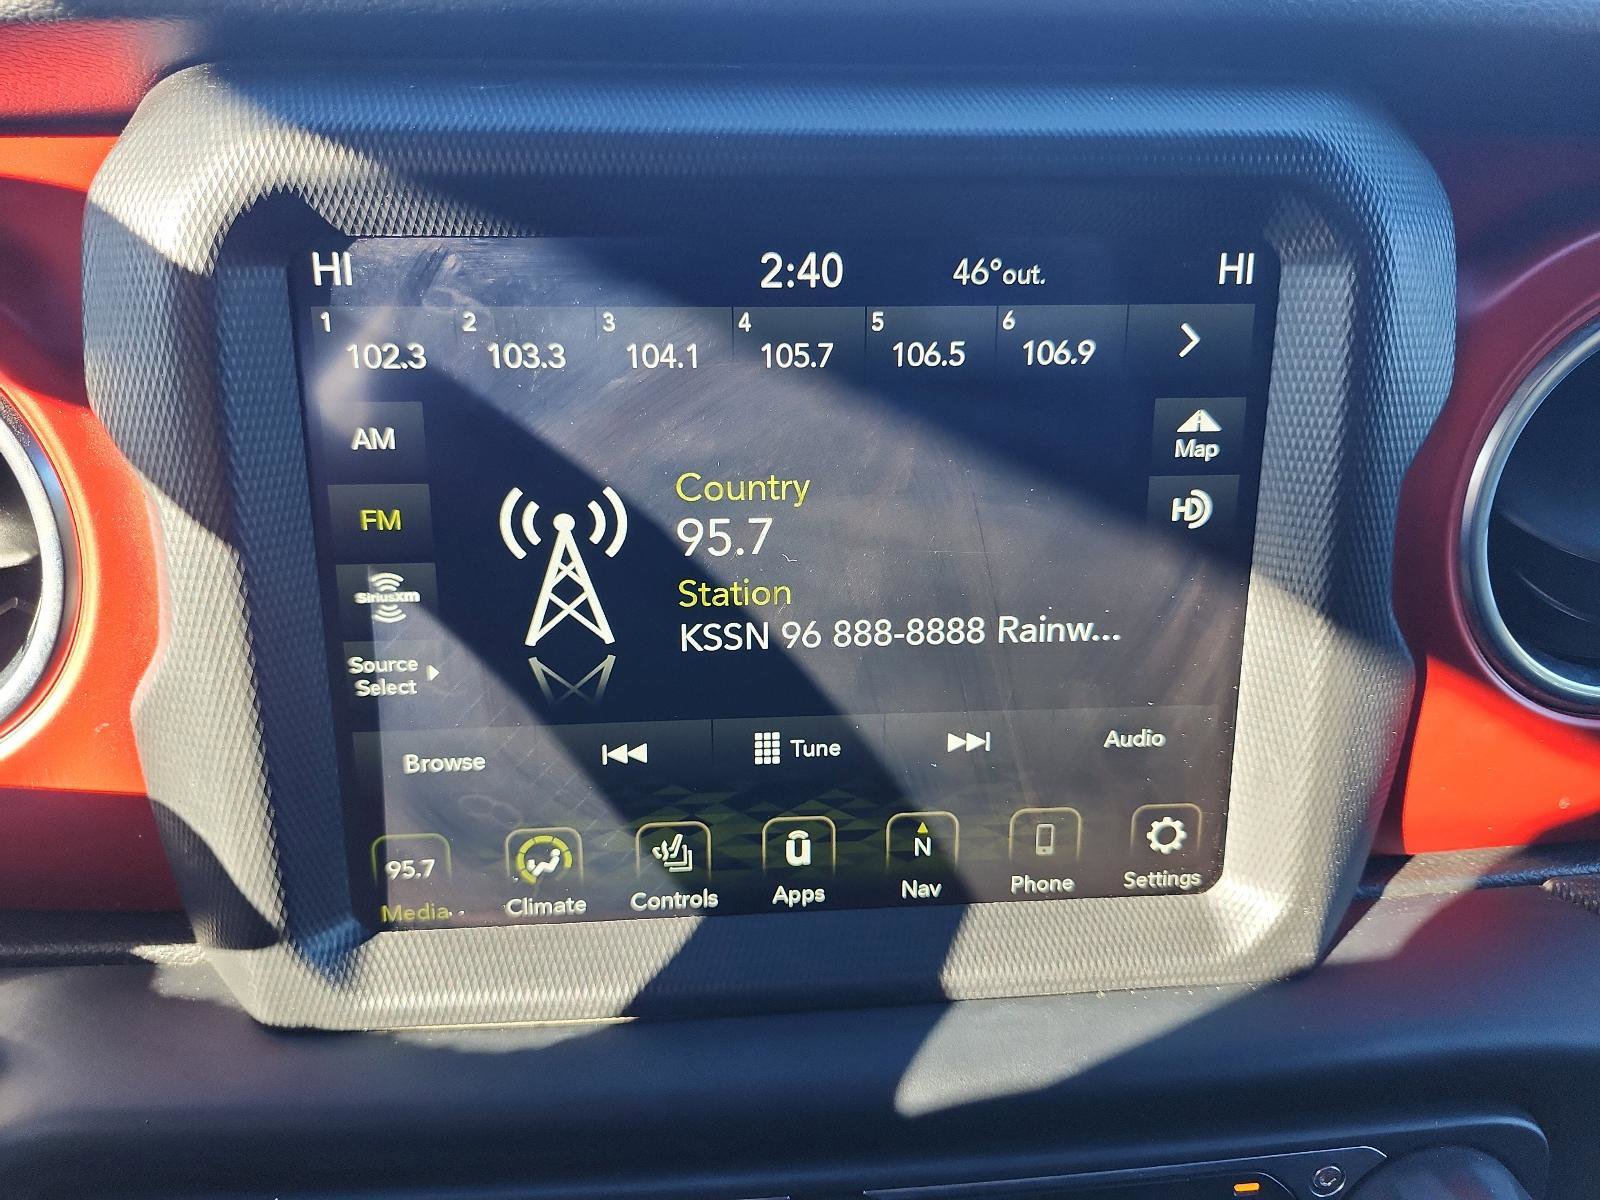 HI 2:40 46°out. HI
1 2 3 4 5 6
102.3 103.3 104.1 105.7 106.5 106.9
AM
Map
FM
HD
Country
95.7
SiriusXM
Station
KSSN 96 888-8888 Rainw...
Source
Select
Browse Tune Audio
95.7 N
Media Climate Controls Apps Nav Phone Settings